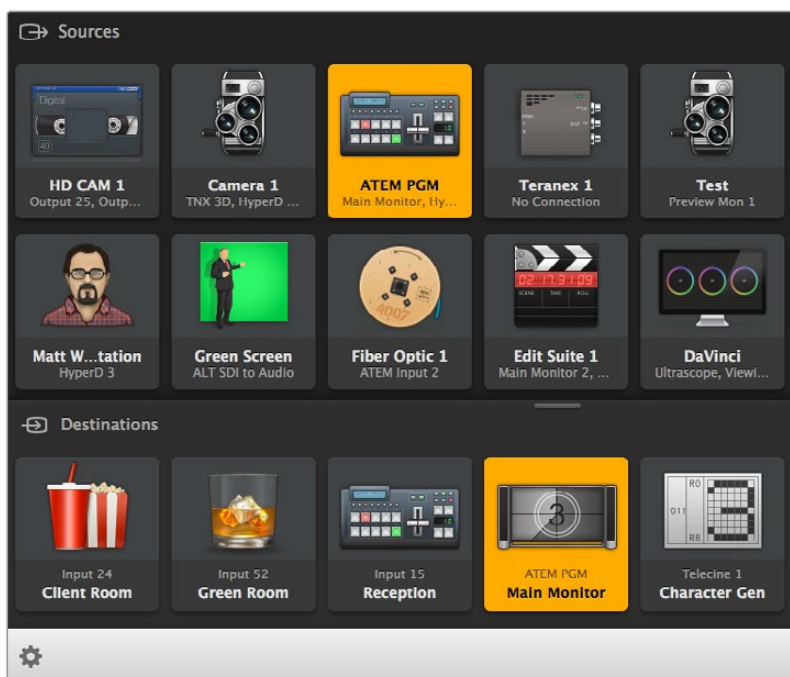 Sources
Digital
40
HD CAM 1
Output 25, Outp...
Camera 1
TNX 3D, HyperD ...
ATEM PGM
Main Monitor, Hy...
Teranex 1
No Connection
Test
Preview Mon 1
4007
02:17:31:09
SCENE TAKE ROLL
Matt W...tation
HyperD 3
Green Screen
ALT SDI to Audio
Fiber Optic 1
ATEM Input 2
Edit Suite 1
Main Monitor 2, ...
DaVinci
Ultrascope, Viewi...
Destinations
3
R0
011
R8
Input 24
Client Room
Input 52
Green Room
Input 15
Reception
ATEM PGM
Main Monitor
Telecine 1
Character Gen